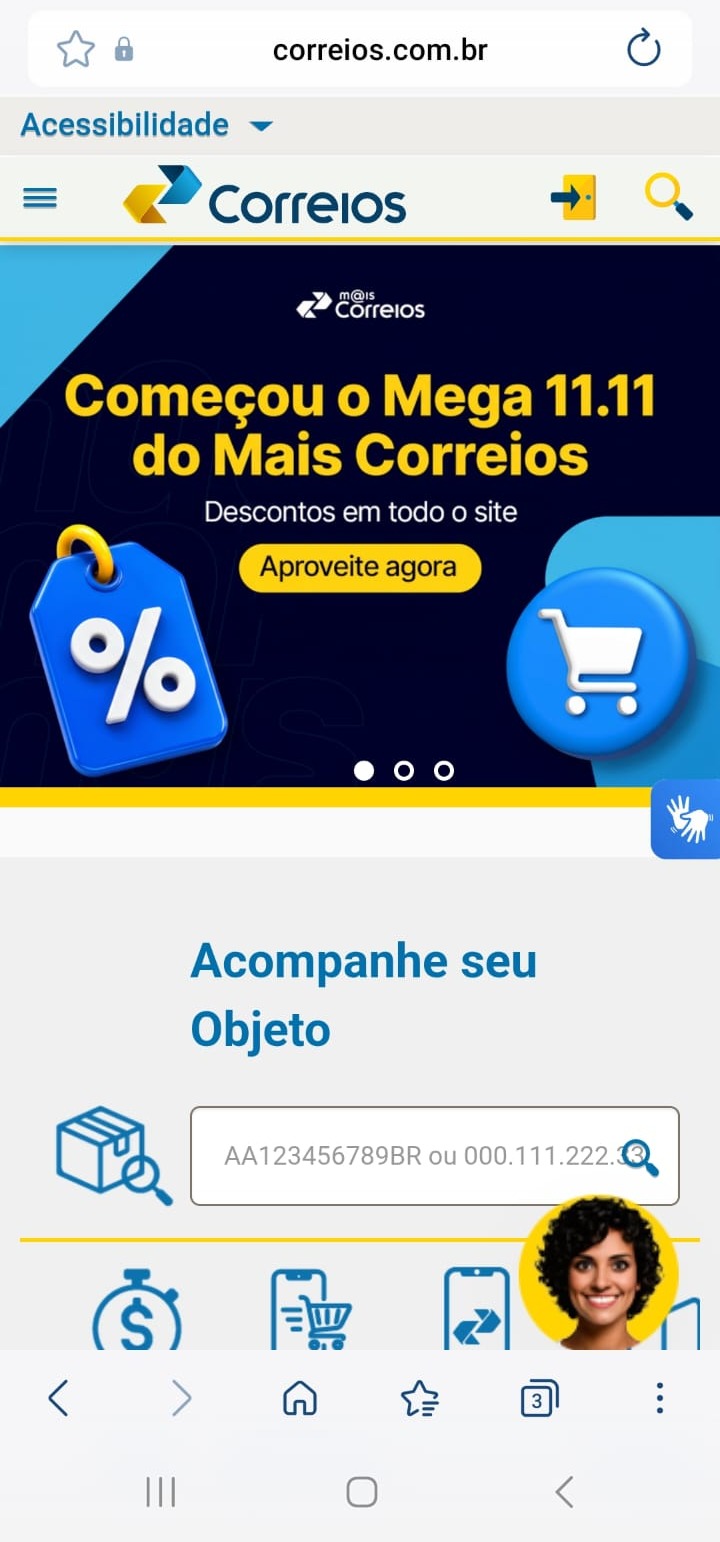 correios.com.br
Acessibilidade
Correios
m@is
Correios
Começou o Mega 11.11
do Mais Correios
Descontos em todo o site
Aproveite agora
%
Acompanhe seu
Objeto
AA123456789BR ou 000.111.222.33
$
3